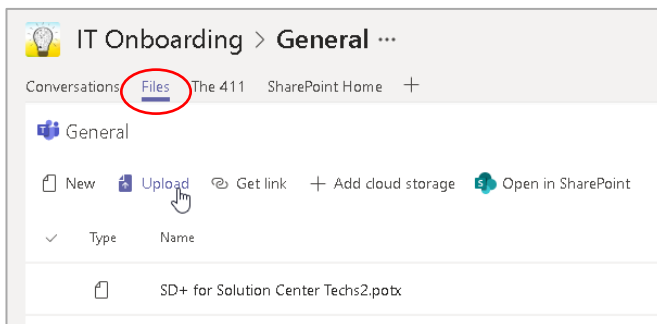 IT Onboarding > General ...
Conversations Files The 411 SharePoint Home +
General
New Upload Get link + Add cloud storage Open in SharePoint
Type Name
SD+ for Solution Center Techs2.potx